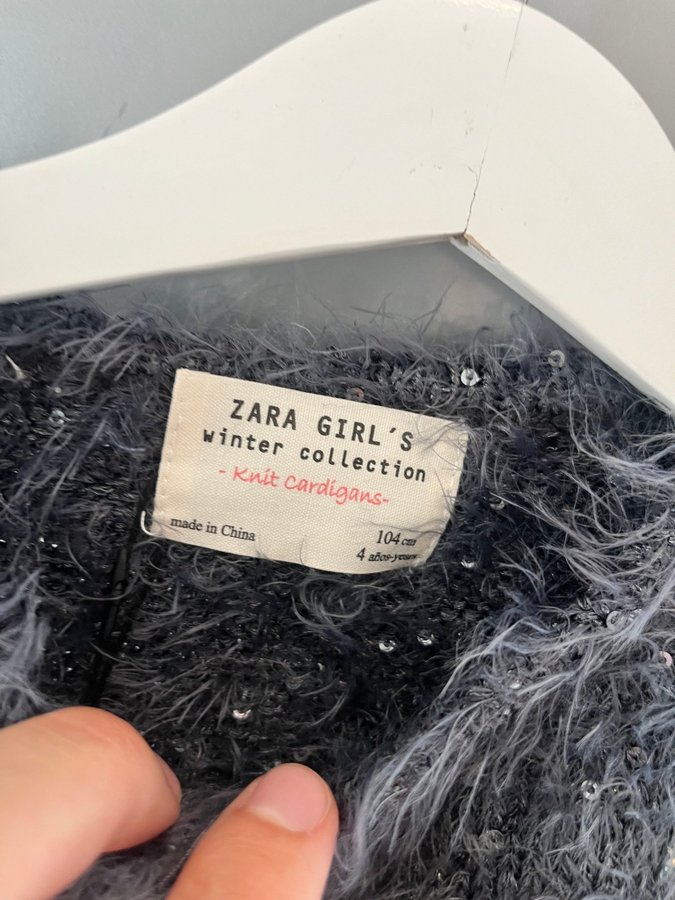 ZARA GIRL´S
winter collection
- Knit Cardigans-
made in China
104 cm
4 años-years